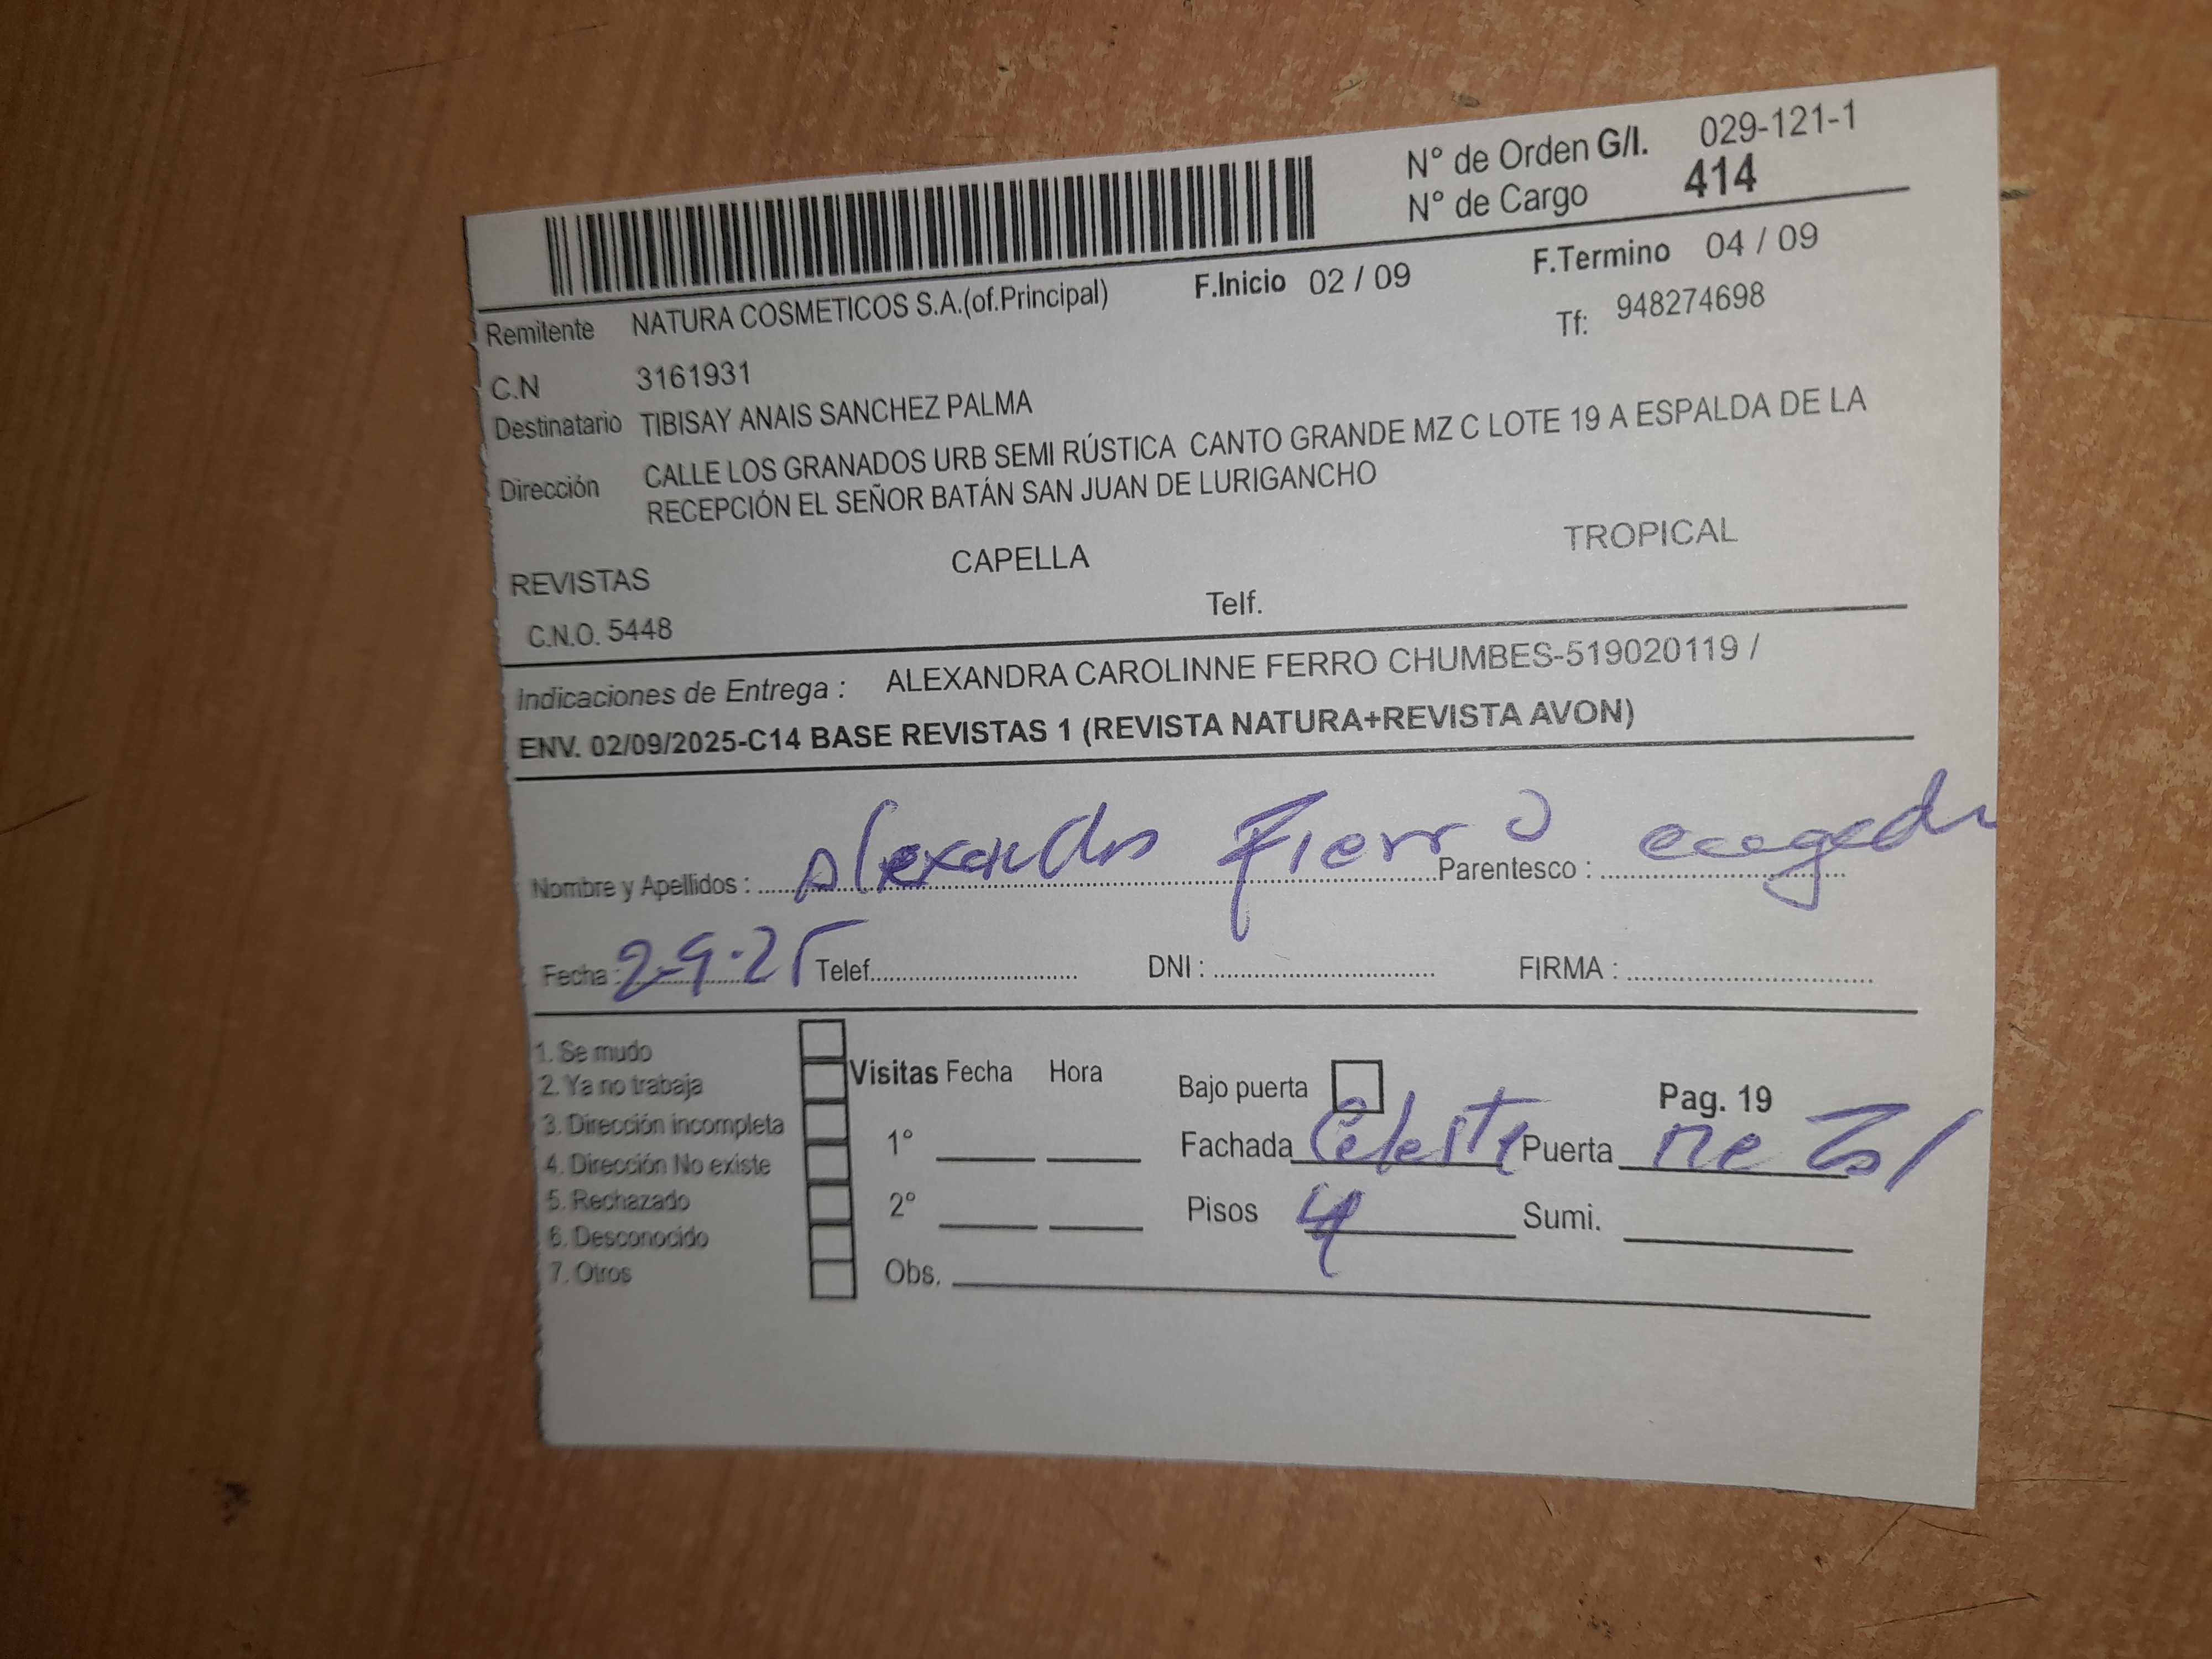 N° de Orden G/I. 029-121-1
N° de Cargo 414
F.Inicio 02 / 09 F.Termino 04 / 09
Remitente NATURA COSMETICOS S.A.(of.Principal) Tf: 948274698
C.N 3161931
Destinatario TIBISAY ANAIS SANCHEZ PALMA
Dirección CALLE LOS GRANADOS URB SEMI RÚSTICA CANTO GRANDE MZ C LOTE 19 A ESPALDA DE LA
RECEPCIÓN EL SEÑOR BATÁN SAN JUAN DE LURIGANCHO
REVISTAS CAPELLA TROPICAL
C.N.O. 5448 Telf.
Indicaciones de Entrega : ALEXANDRA CAROLINNE FERRO CHUMBES-519020119 /
ENV. 02/09/2025-C14 BASE REVISTAS 1 (REVISTA NATURA+REVISTA AVON)
Nombre y Apellidos : Fierro Parentesco :
Fecha : 2-9-25 Telef. DNI : FIRMA :
1. Se mudo
2. Ya no trabaja
3. Dirección incompleta
4. Dirección No existe
5. Rechazado
6. Desconocido
7. Otros
Visitas Fecha Hora
1°
2°
Obs.
Bajo puerta Pag. 19
Fachada Celeste Puerta
Pisos 4 Sumi.